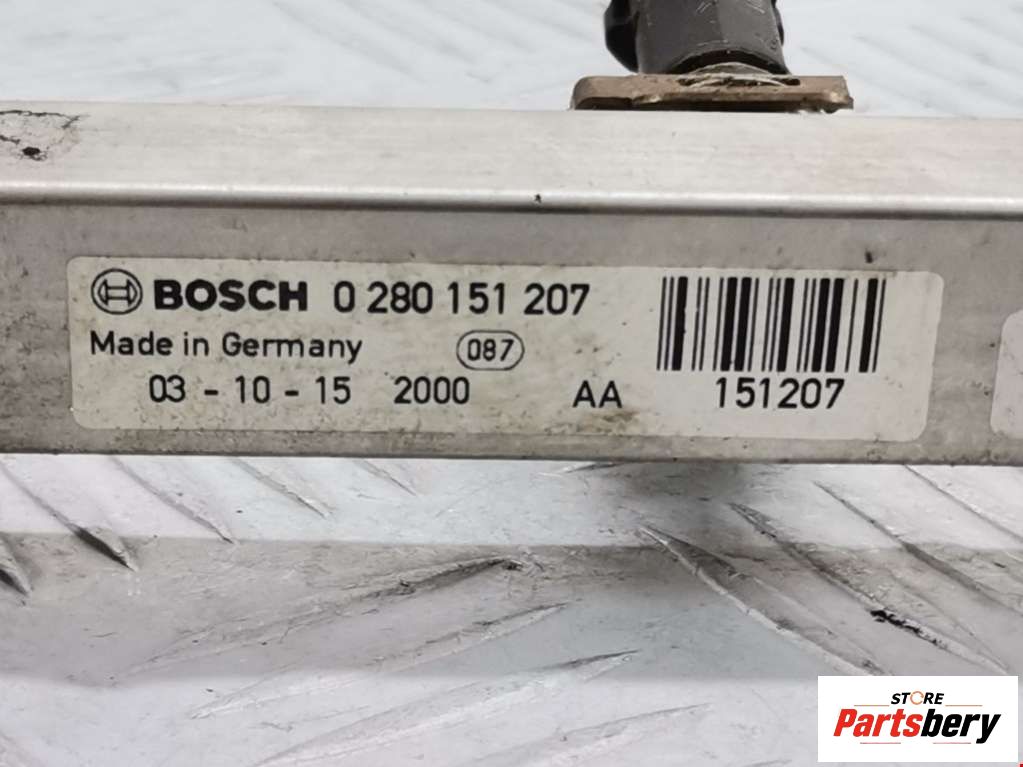 BOSCH 0 280 151 207
Made in Germany 087
03 - 10 - 15 2000 AA 151207
STORE
Partsbery